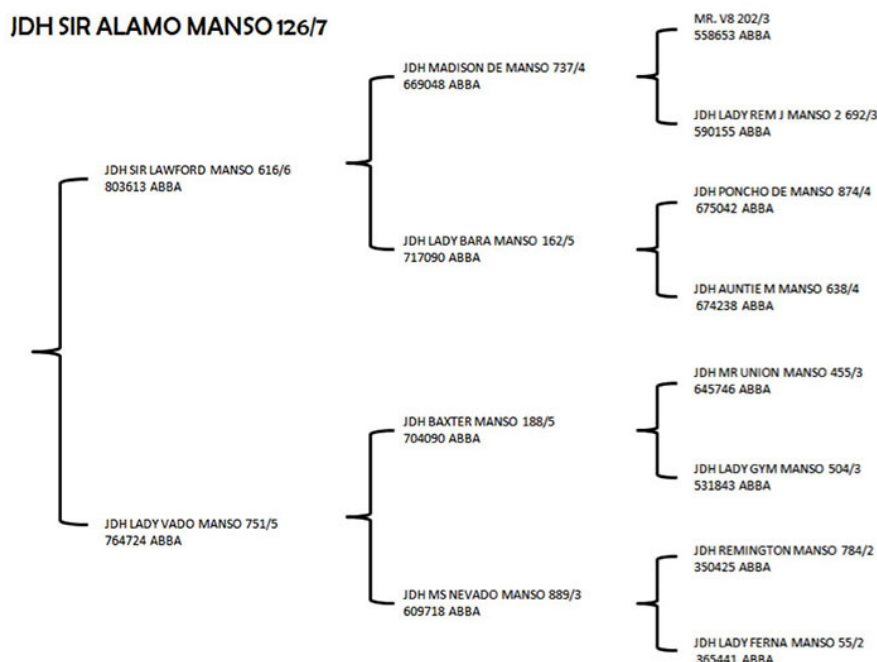 JDH SIR ALAMO MANSO 126/7
MR. V8 202/3
558653 ABBA
JDH MADISON DE MANSO 737/4
669048 ABBA
JDH LADY REM J MANSO 2 692/3
590155 ABBA
JDH SIR LAWFORD MANSO 616/6
803613 ABBA
JDH PONCHO DE MANSO 874/4
675042 ABBA
JDH LADY BARA MANSO 162/5
717090 ABBA
JDH AUNTIE M MANSO 638/4
674238 ABBA
JDH MR UNION MANSO 455/3
645746 ABBA
JDH BAXTER MANSO 188/5
704090 ABBA
JDH LADY GYM MANSO 504/3
531843 ABBA
JDH LADY VADO MANSO 751/5
764724 ABBA
JDH REMINGTON MANSO 784/2
350425 ABBA
JDH MS NEVADO MANSO 889/3
609718 ABBA
JDH LADY FERNA MANSO 55/2
365441 ABBA